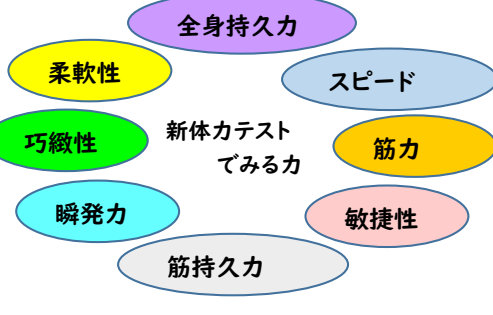 全身持久力
柔軟性
スピード
巧緻性
新体力テスト
でみる力
筋力
瞬発力
敏捷性
筋持久力